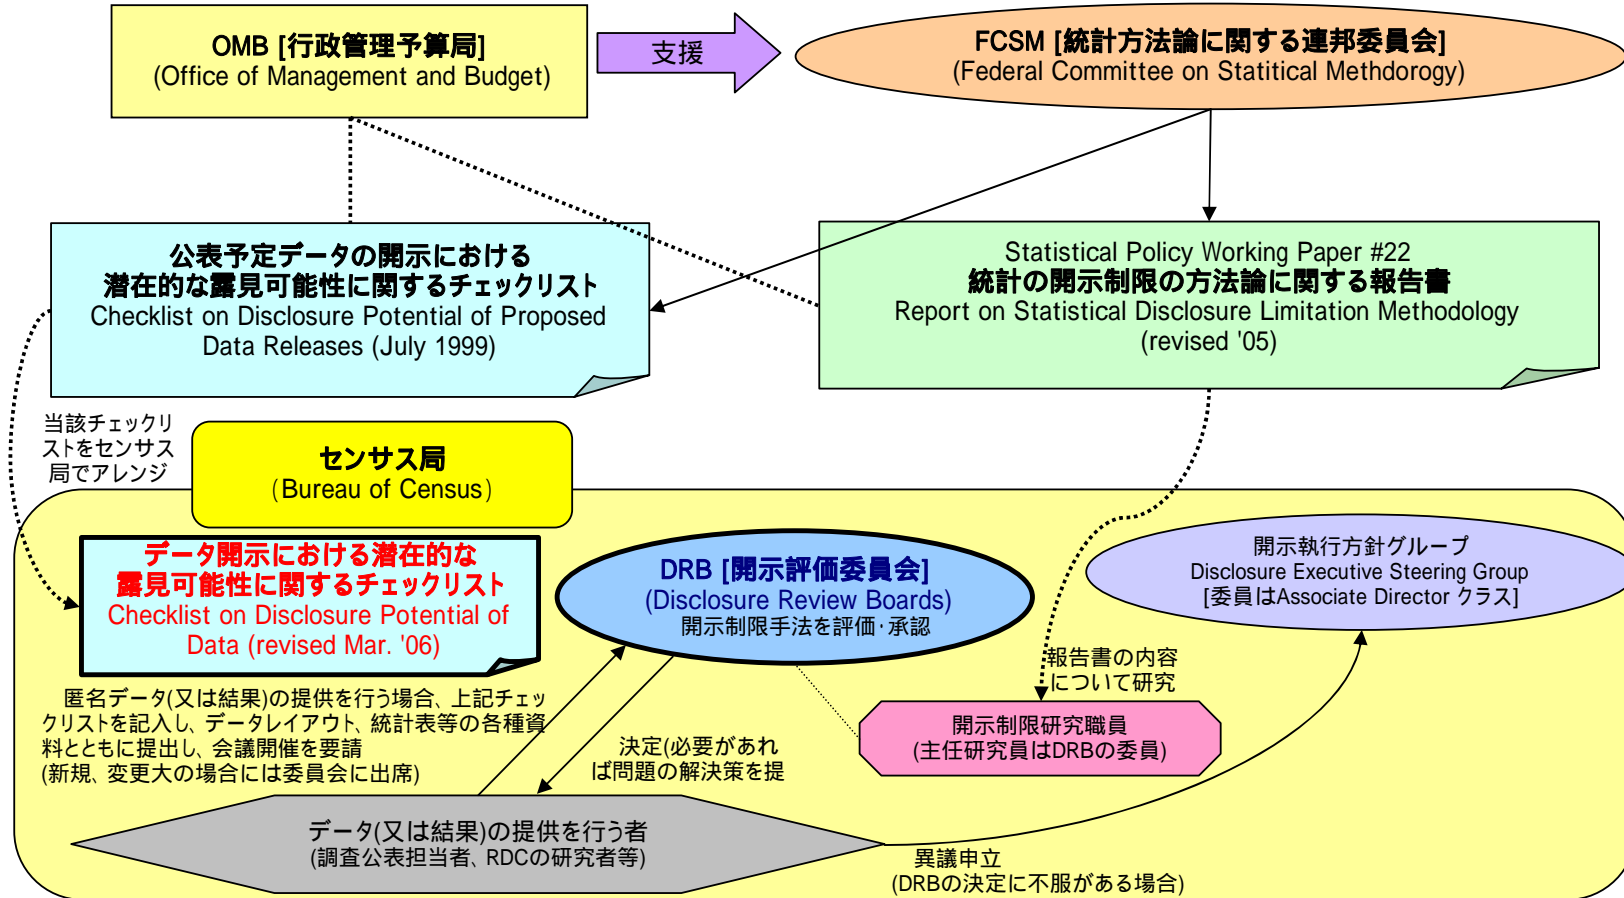 OMB [行政管理予算局]
(Office of Management and Budget)
支援
FCSM [統計方法論に関する連邦委員会]
(Federal Committee on Statitical Methdorogy)
公表予定データの開示における
潜在的な露見可能性に関するチェックリスト
Checklist on Disclosure Potential of Proposed
Data Releases (July 1999)
Statistical Policy Working Paper #22
統計の開示制限の方法論に関する報告書
Report on Statistical Disclosure Limitation Methodology
(revised '05)
当該チェックリ
ストをセンサス
局でアレンジ
センサス局
(Bureau of Census)
データ開示における潜在的な
露見可能性に関するチェックリスト
Checklist on Disclosure Potential of
Data (revised Mar. '06)
DRB [開示評価委員会]
(Disclosure Review Boards)
開示制限手法を評価・承認
開示執行方針グループ
Disclosure Executive Steering Group
[委員はAssociate Director クラス]
報告書の内容
について研究
開示制限研究職員
(主任研究員はDRBの委員)
匿名データ(又は結果)の提供を行う場合、上記チェッ
クリストを記入し、データレイアウト、統計表等の各種資
料とともに提出し、会議開催を要請
(新規、変更大の場合には委員会に出席)
決定(必要があれ
ば問題の解決策を提
データ(又は結果)の提供を行う者
(調査公表担当者、RDCの研究者等)
異議申立
(DRBの決定に不服がある場合)